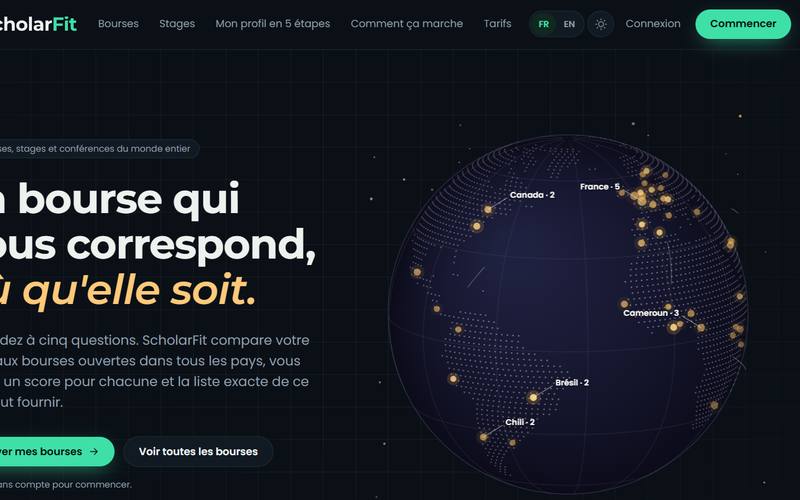 cholarFit
Bourses
Stages
Mon profil en 5 étapes
Comment ça marche
Tarifs
FR
EN
Connexion
Commencer
ses, stages et conférences du monde entier
bourse qui
ous correspond,
ù qu'elle soit.
dez à cinq questions. ScholarFit compare votre
aux bourses ouvertes dans tous les pays, vous
un score pour chacune et la liste exacte de ce
ut fournir.
ver mes bourses →
Voir toutes les bourses
ans compte pour commencer.
Canada · 2
France · 5
Cameroun · 3
Brésil · 2
Chili · 2